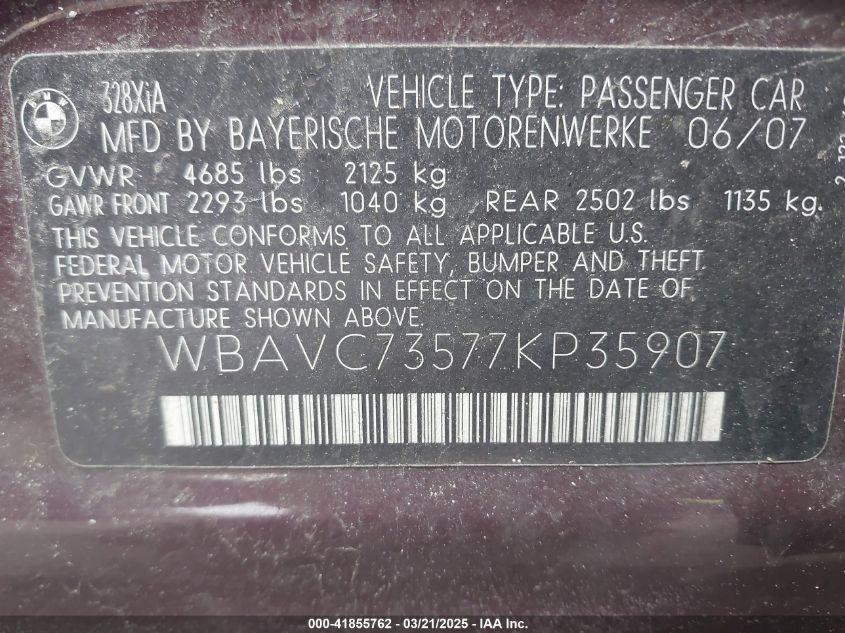 BMW
328XiA
VEHICLE TYPE: PASSENGER CAR
MFD BY BAYERISCHE MOTORENWERKE 06/07
GVWR 4685 lbs 2125 kg
GAWR FRONT 2293 lbs 1040 kg REAR 2502 lbs 1135 kg.
THIS VEHICLE CONFORMS TO ALL APPLICABLE U.S.
FEDERAL MOTOR VEHICLE SAFETY, BUMPER AND THEFT
PREVENTION STANDARDS IN EFFECT ON THE DATE OF
MANUFACTURE SHOWN ABOVE.
WBAVC73577KP35907
000-41855762 - 03/21/2025 - IAA Inc.